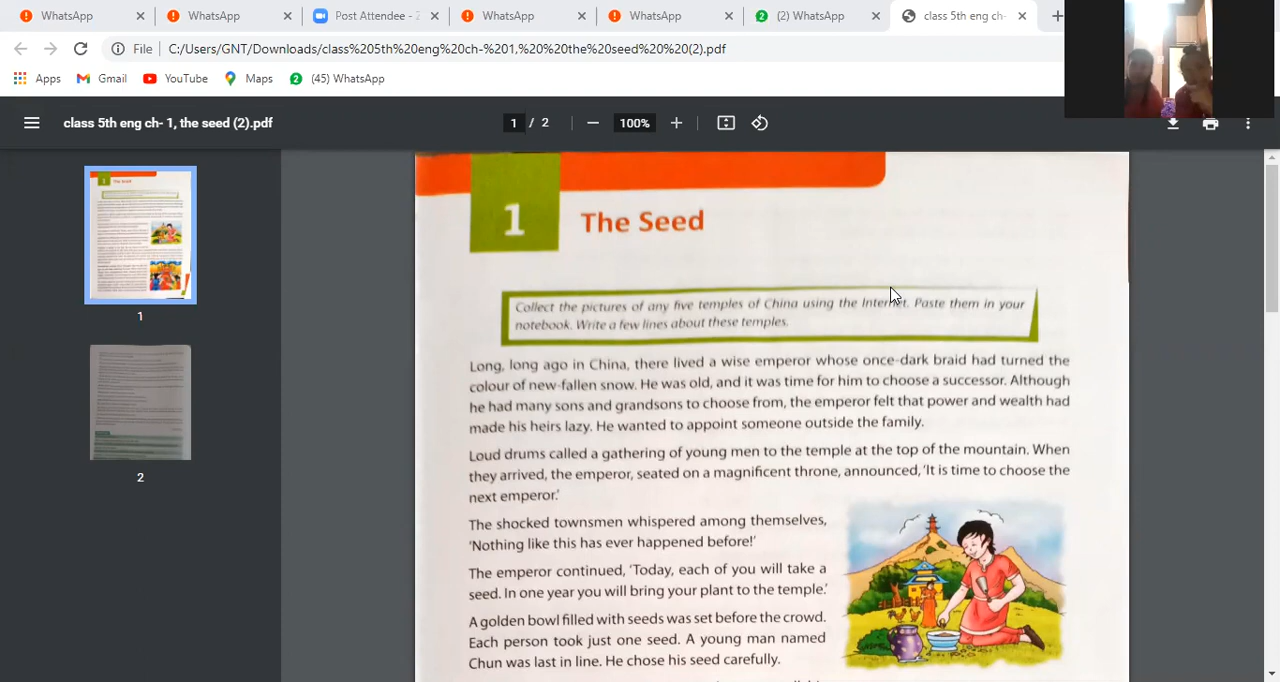 WhatsApp
WhatsApp
Post Attendee -
WhatsApp
WhatsApp
(2) WhatsApp
class 5th eng ch-
File
C:/Users/GNT/Downloads/class%205th%20eng%20ch-%201,%20%20the%20seed%20%20(2).pdf
Apps
Gmail
YouTube
Maps
(45) WhatsApp
class 5th eng ch- 1, the seed (2).pdf
1 / 2
100%
1
2
1
The Seed
Collect the pictures of any five temples of China using the Internet. Paste them in your
notebook. Write a few lines about these temples.
Long, long ago in China, there lived a wise emperor whose once-dark braid had turned the
colour of new-fallen snow. He was old, and it was time for him to choose a successor. Although
he had many sons and grandsons to choose from, the emperor felt that power and wealth had
made his heirs lazy. He wanted to appoint someone outside the family.
Loud drums called a gathering of young men to the temple at the top of the mountain. When
they arrived, the emperor, seated on a magnificent throne, announced, 'It is time to choose the
next emperor.'
The shocked townsmen whispered among themselves,
'Nothing like this has ever happened before!'
The emperor continued, 'Today, each of you will take a
seed. In one year you will bring your plant to the temple.'
A golden bowl filled with seeds was set before the crowd.
Each person took just one seed. A young man named
Chun was last in line. He chose his seed carefully.